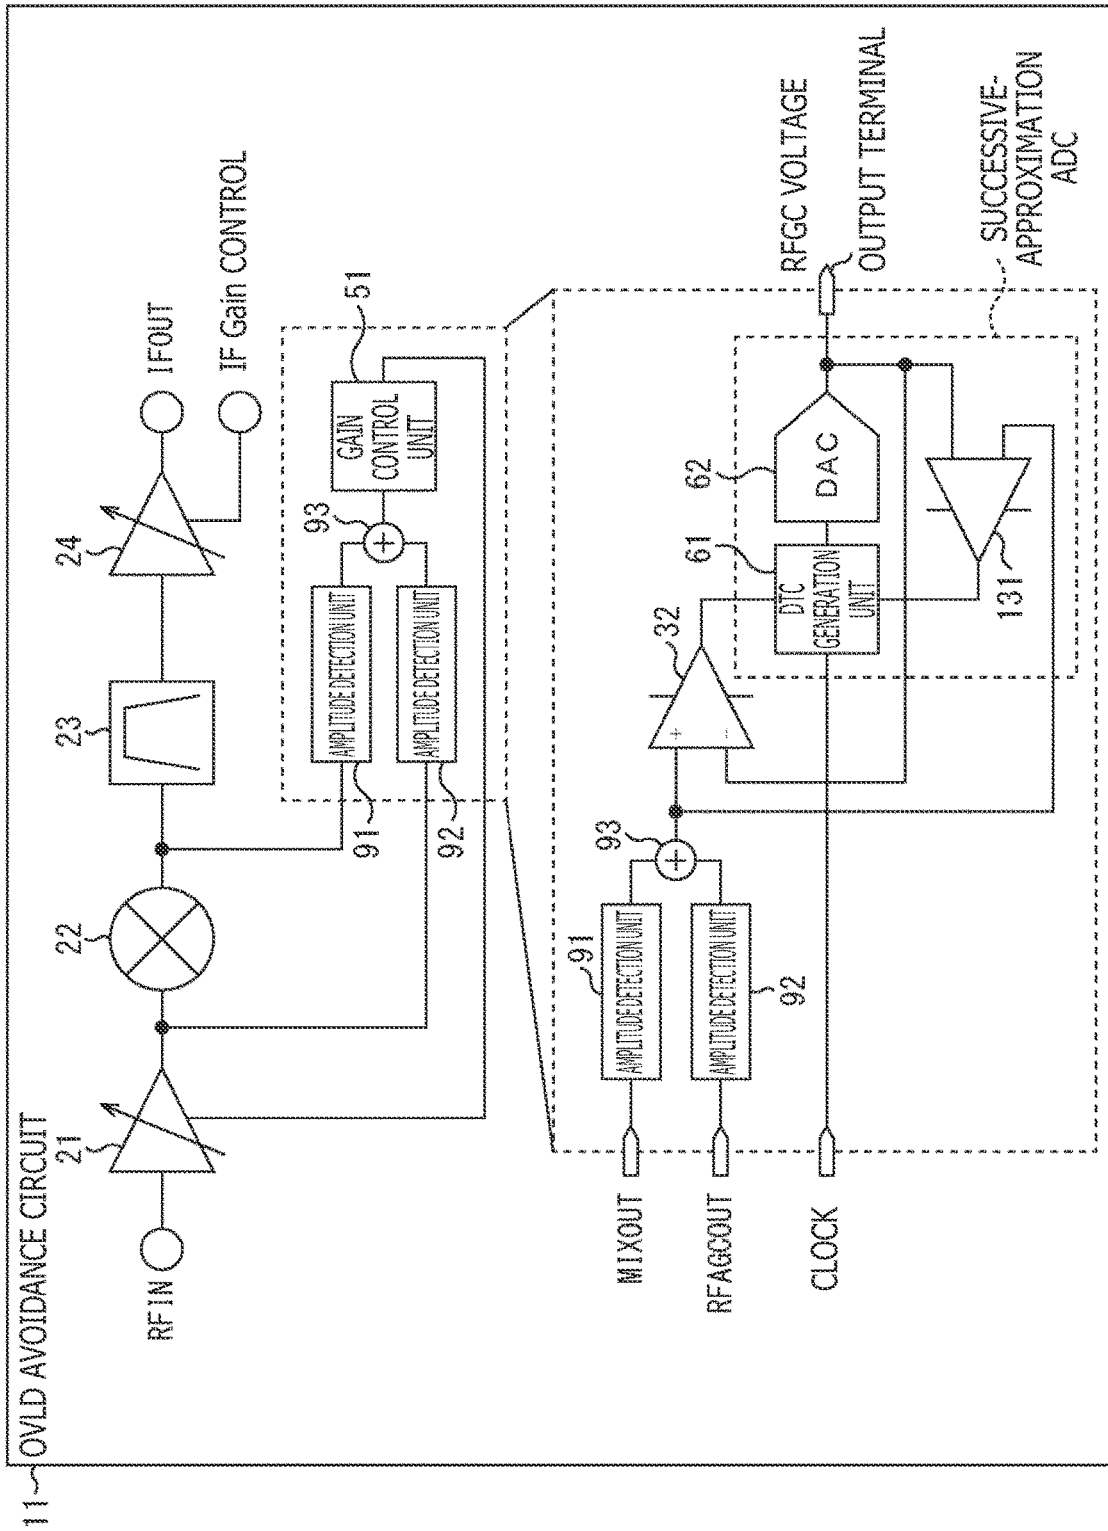 11
OVLD AVOIDANCE CIRCUIT
RFIN
21
22
23
24
IFOUT
IF Gain CONTROL
91
AMPLITUDE DETECTION UNIT
92
AMPLITUDE DETECTION UNIT
93
+
GAIN
CONTROL
UNIT
51
MIXOUT
RFAGCOUT
CLOCK
91
AMPLITUDE DETECTION UNIT
92
AMPLITUDE DETECTION UNIT
93
+
32
+
-
61
DTC
GENERATION
UNIT
62
DAC
131
RFGC VOLTAGE
OUTPUT TERMINAL
SUCCESSIVE-
APPROXIMATION
ADC